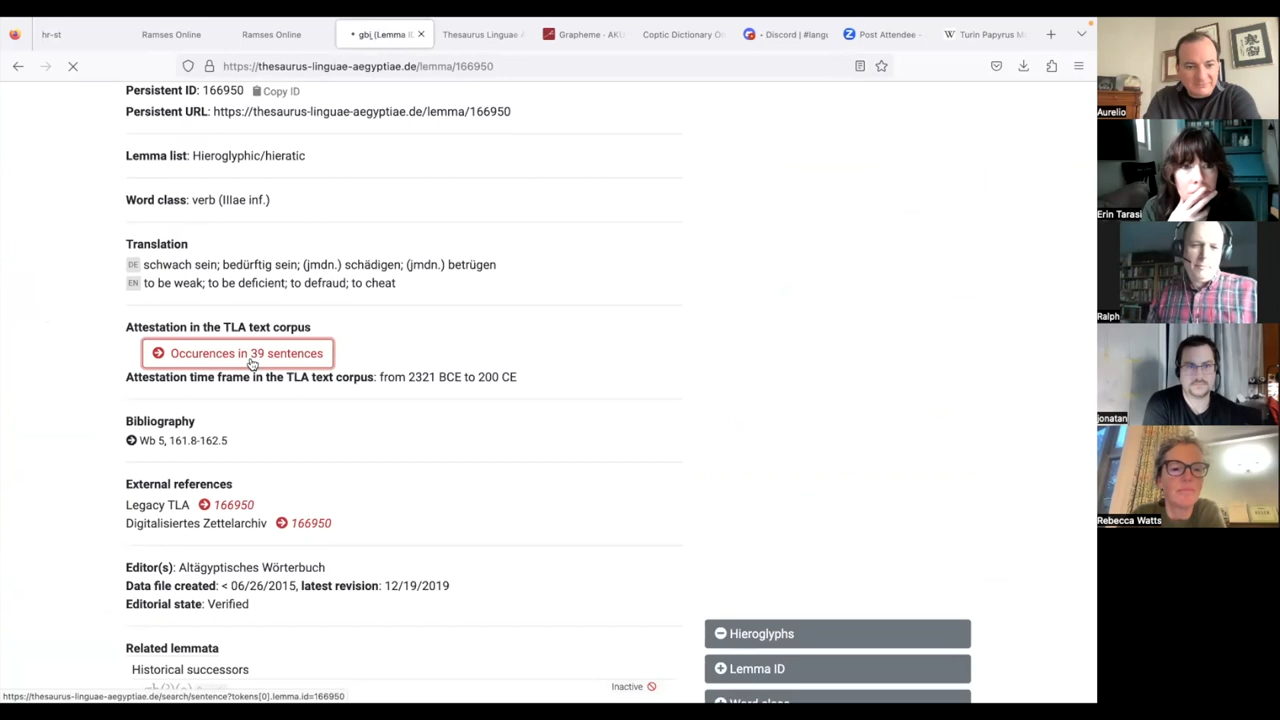 hr-st
Ramses Online
Ramses Online
gbi̯ (Lemma I
Thesaurus Linguae A
Grapheme - AKU
Coptic Dictionary On
• Discord | #langu
Post Attendee -
Turin Papyrus M
https://thesaurus-linguae-aegyptiae.de/lemma/166950
Persistent ID: 166950 Copy ID
Persistent URL: https://thesaurus-linguae-aegyptiae.de/lemma/166950
Lemma list: Hieroglyphic/hieratic
Word class: verb (IIIae inf.)
Translation
DE schwach sein; bedürftig sein; (jmdn.) schädigen; (jmdn.) betrügen
EN to be weak; to be deficient; to defraud; to cheat
Attestation in the TLA text corpus
Occurences in 39 sentences
Attestation time frame in the TLA text corpus: from 2321 BCE to 200 CE
Bibliography
Wb 5, 161.8-162.5
External references
Legacy TLA 166950
Digitalisiertes Zettelarchiv 166950
Editor(s): Altägyptisches Wörterbuch
Data file created: < 06/26/2015, latest revision: 12/19/2019
Editorial state: Verified
Related lemmata
Historical successors
Inactive
Hieroglyphs
Lemma ID
Word class
https://thesaurus-linguae-aegyptiae.de/search/sentence?tokens[0].lemma.id=166950
Aurelio
Erin Tarasi
Ralph
jonatan
Rebecca Watts